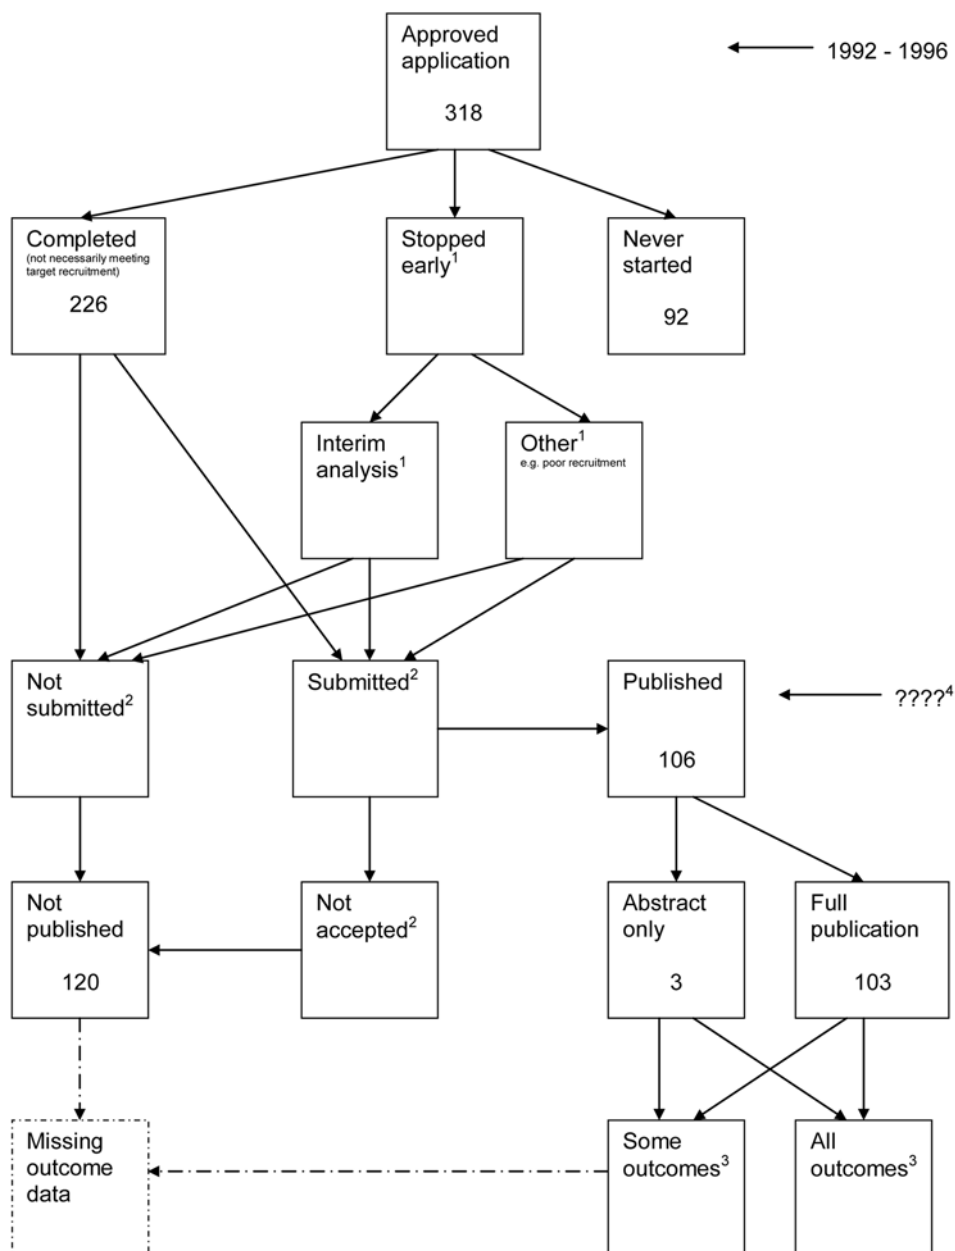 Approved
application
318
1992 - 1996
Completed
(not necessarily meeting
target recruitment)
226
Stopped
early1
Never
started
92
Interim
analysis1
Other1
e.g. poor recruitment
Not
submitted2
Submitted2
Published
106
????4
Not
published
120
Not
accepted2
Abstract
only
3
Full
publication
103
Missing
outcome
data
Some
outcomes3
All
outcomes3